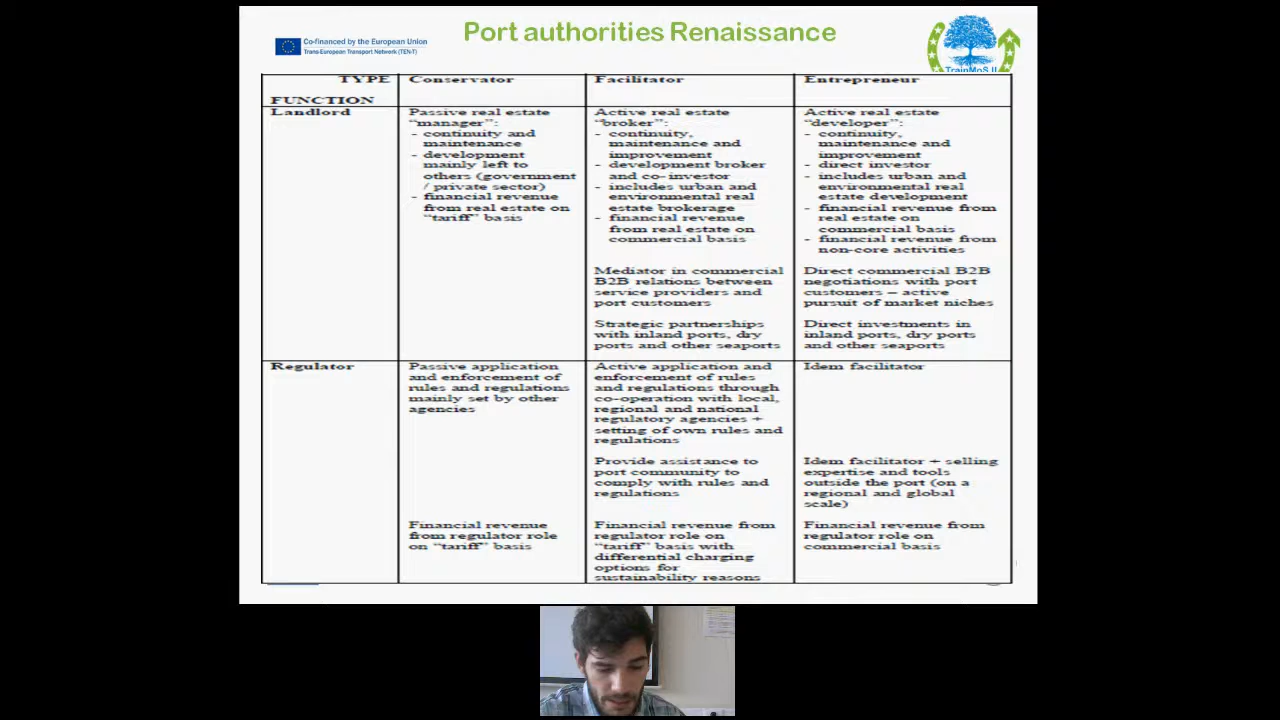 Port authorities Renaissance
Co-financed by the European Union
Trans-European Transport Network (TEN-T)
TrainMoS II
TYPE
FUNCTION
Conservator
Facilitator
Entrepreneur
Landlord
Passive real estate
“manager”:
- continuity and
maintenance
- development
mainly left to
others (government
/ private sector)
- financial revenue
from real estate on
“tariff” basis
Active real estate
“broker”:
- continuity,
maintenance and
improvement
- development broker
and co-investor
- includes urban and
environmental real
estate brokerage
- financial revenue
from real estate on
commercial basis
Mediator in commercial
B2B relations between
service providers and
port customers
Strategic partnerships
with inland ports, dry
ports and other seaports
Active real estate
“developer”:
- continuity,
maintenance and
improvement
- direct investor
- includes urban and
environmental real
estate development
- financial revenue from
real estate on
commercial basis
- financial revenue from
non-core activities
Direct commercial B2B
negotiations with port
customers – active
pursuit of market niches
Direct investments in
inland ports, dry ports
and other seaports
Regulator
Passive application
and enforcement of
rules and regulations
mainly set by other
agencies
Financial revenue
from regulator role
on “tariff” basis
Active application and
enforcement of rules
and regulations through
co-operation with local,
regional and national
regulatory agencies +
setting of own rules and
regulations
Provide assistance to
port community to
comply with rules and
regulations
Financial revenue from
regulator role on
“tariff” basis with
differential charging
options for
sustainability reasons
Idem facilitator
Idem facilitator + selling
expertise and tools
outside the port (on a
regional and global
scale)
Financial revenue from
regulator role on
commercial basis